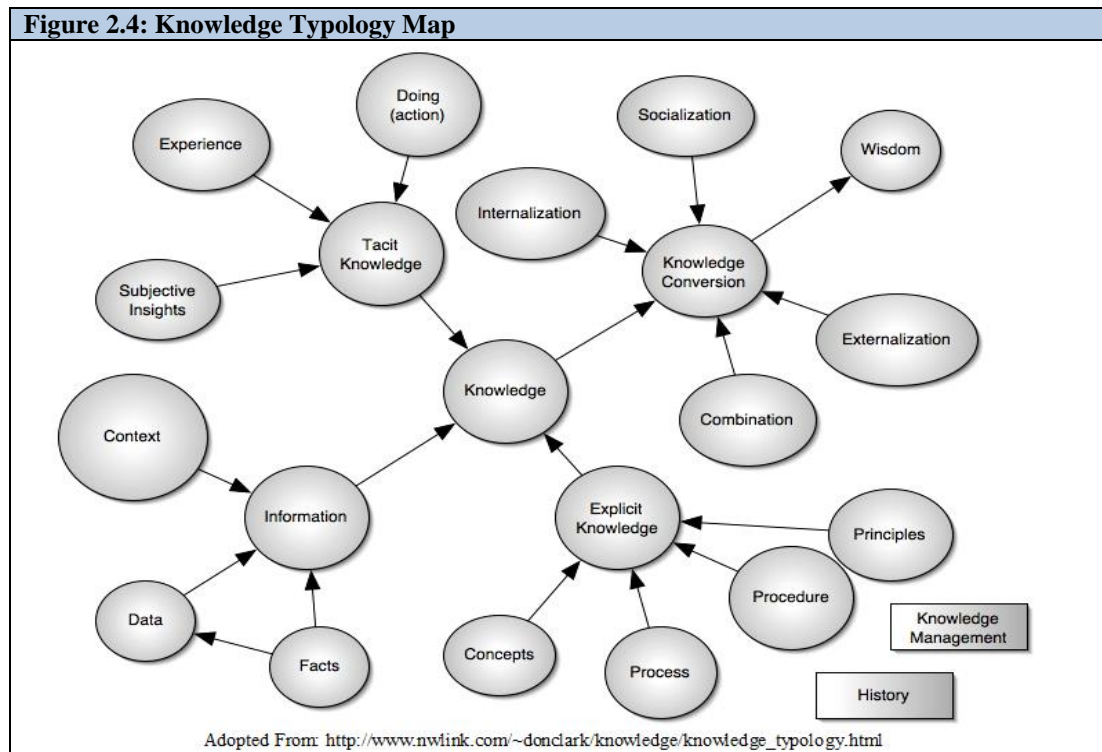 Figure 2.4: Knowledge Typology Map
Doing
(action)
Experience
Socialization
Wisdom
Internalization
Tacit
Knowledge
Knowledge
Conversion
Subjective
Insights
Externalization
Knowledge
Combination
Context
Information
Explicit
Knowledge
Principles
Procedure
Data
Knowledge
Management
Concepts
Facts
Process
History
Adopted From: http://www.nwlink.com/~donclark/knowledge/knowledge_typology.html